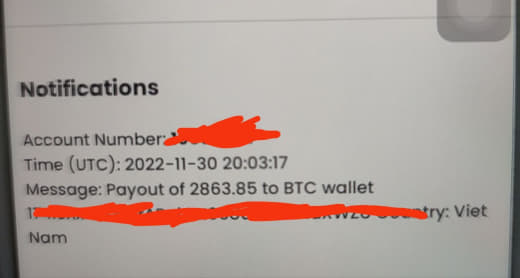 Notifications
Account Number:
Time (UTC): 2022-11-30 20:03:17
Message: Payout of 2863.85 to BTC wallet
Viet
Nam